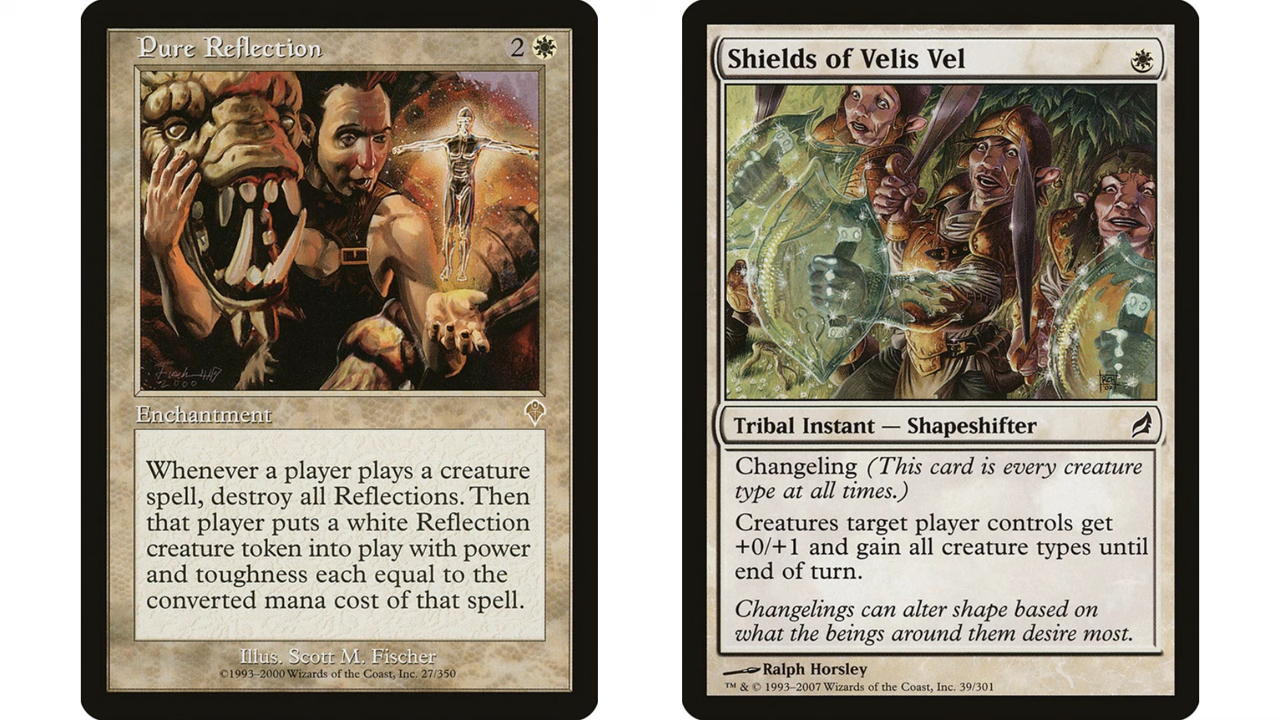 Pure Reflection
2
Fischer
2000
Enchantment
Whenever a player plays a creature
spell, destroy all Reflections. Then
that player puts a white Reflection
creature token into play with power
and toughness each equal to the
converted mana cost of that spell.
Illus. Scott M. Fischer
©1993–2000 Wizards of the Coast, Inc. 27/350
Shields of Velis Vel
Tribal Instant — Shapeshifter
Changeling (This card is every creature
type at all times.)
Creatures target player controls get
+0/+1 and gain all creature types until
end of turn.
Changelings can alter shape based on
what the beings around them desire most.
Ralph Horsley
™ & © 1993–2007 Wizards of the Coast, Inc. 39/301